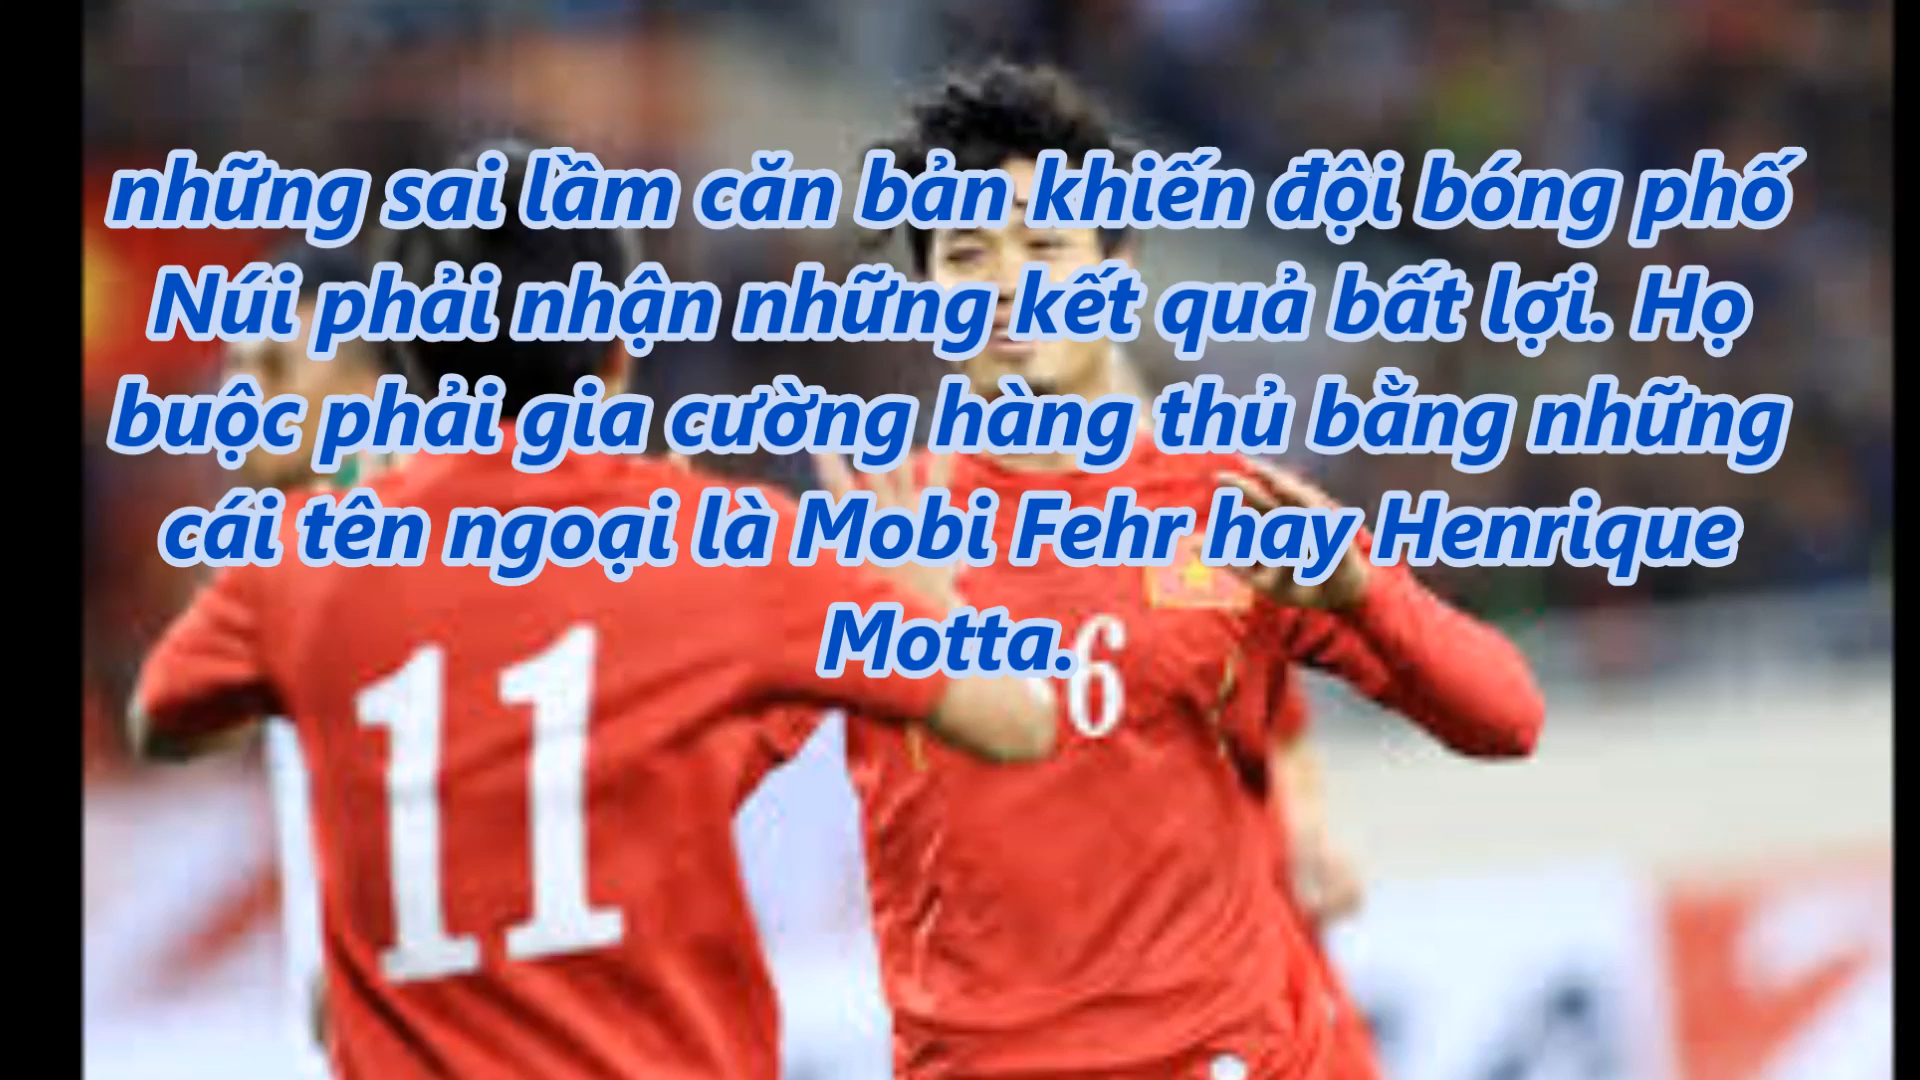 những sai lầm căn bản khiến đội bóng phố
Núi phải nhận những kết quả bất lợi. Họ
buộc phải gia cường hàng thủ bằng những
cái tên ngoại là Mobi Fehr hay Henrique
Motta.
11
6